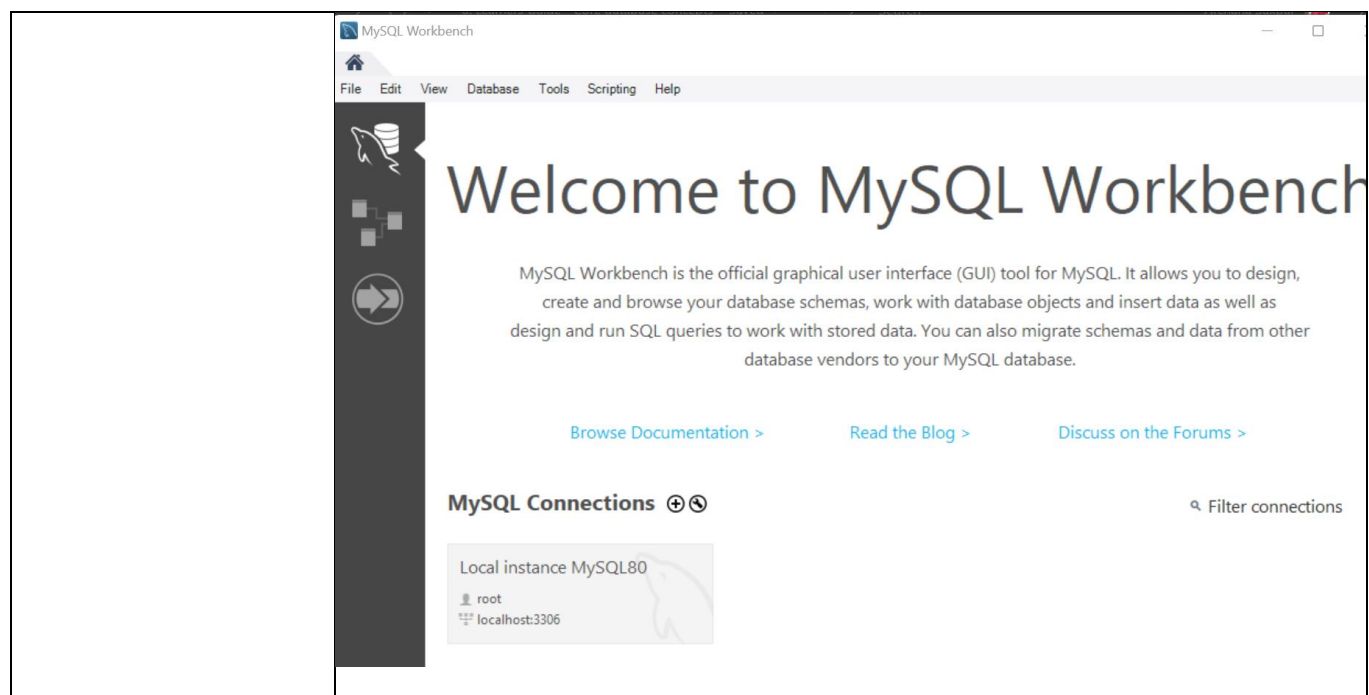 MySQL Workbench
File Edit View Database Tools Scripting Help
Welcome to MySQL Workbench
MySQL Workbench is the official graphical user interface (GUI) tool for MySQL. It allows you to design,
create and browse your database schemas, work with database objects and insert data as well as
design and run SQL queries to work with stored data. You can also migrate schemas and data from other
database vendors to your MySQL database.
Browse Documentation > Read the Blog > Discuss on the Forums >
MySQL Connections Filter connections
Local instance MySQL80
root
localhost:3306